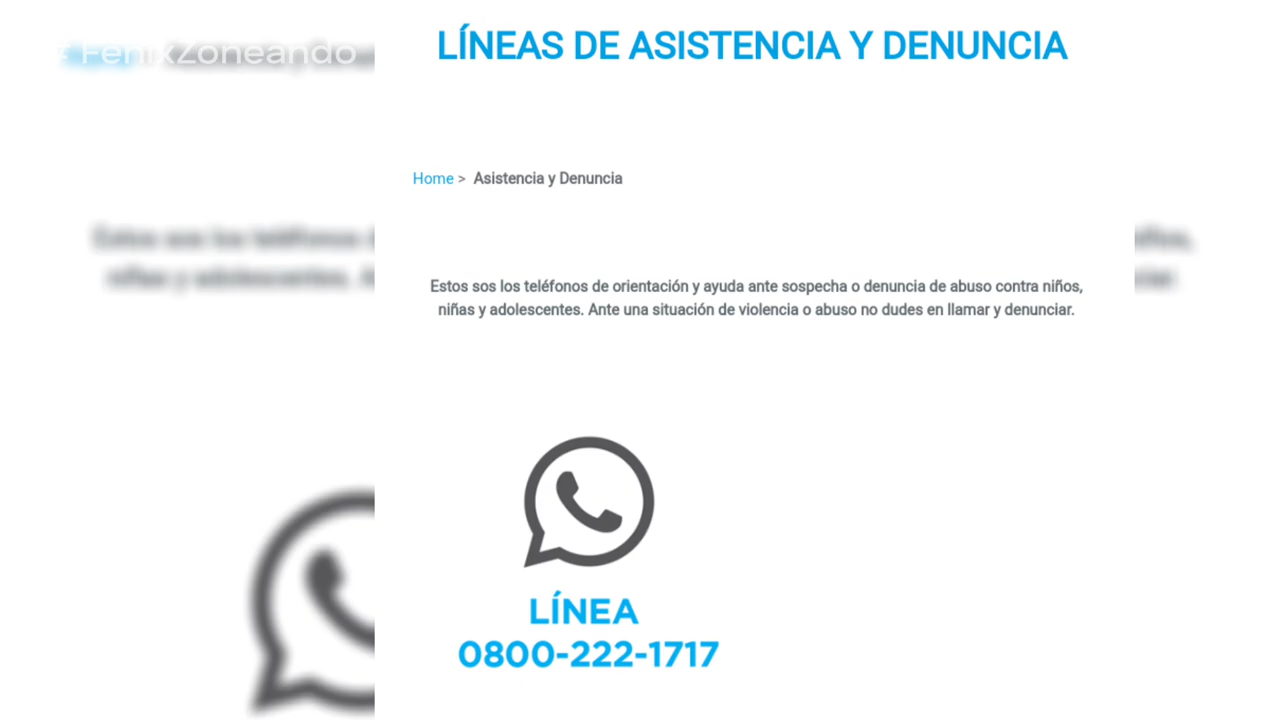 # FenixZoneando
LÍNEAS DE ASISTENCIA Y DENUNCIA
Home > Asistencia y Denuncia
Estos sos los teléfonos de orientación y ayuda ante sospecha o denuncia de abuso contra niños,
niñas y adolescentes. Ante una situación de violencia o abuso no dudes en llamar y denunciar.
LÍNEA
0800-222-1717